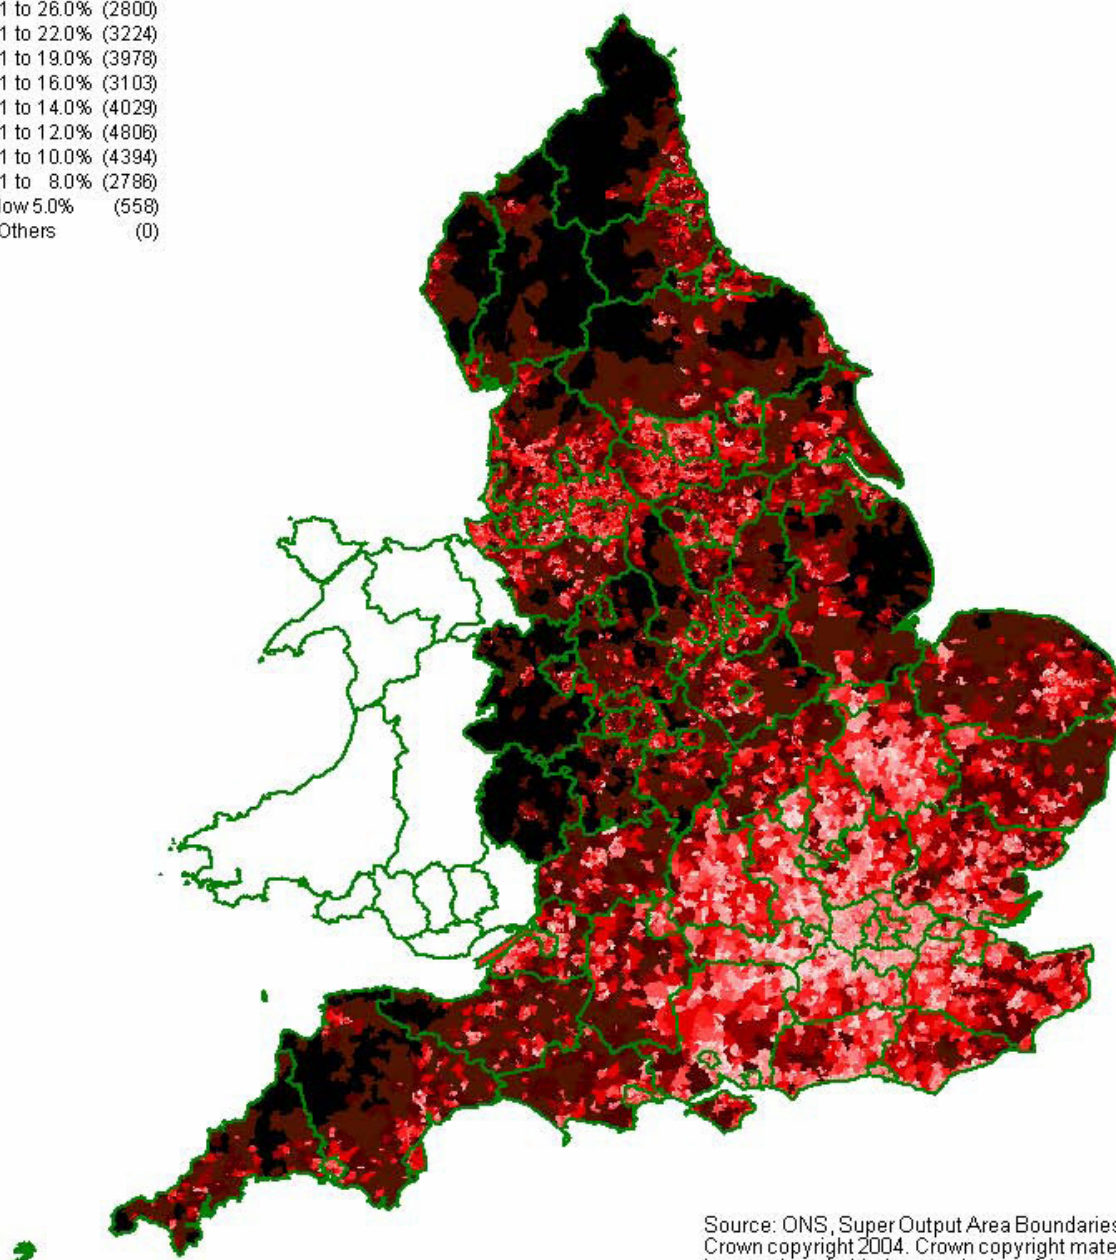 1 to 26.0% (2800)
1 to 22.0% (3224)
1 to 19.0% (3978)
1 to 16.0% (3103)
1 to 14.0% (4029)
1 to 12.0% (4806)
1 to 10.0% (4394)
1 to 8.0% (2786)
low 5.0% (558)
Others (0)
Source: ONS, Super Output Area Boundaries
Crown copyright 2004. Crown copyright mate